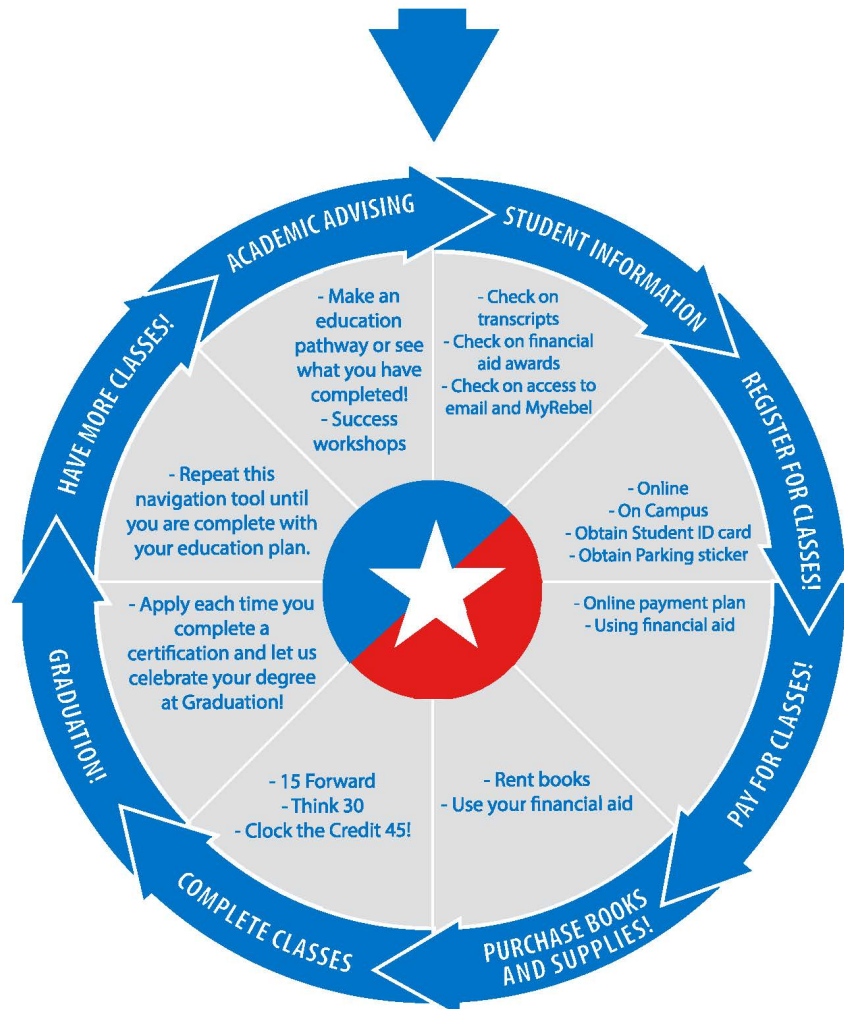 ACADEMIC ADVISING
- Make an
education
pathway or see
what you have
completed!
- Success
workshops
STUDENT INFORMATION
- Check on
transcripts
- Check on financial
aid awards
- Check on access to
email and MyRebel
REGISTER FOR CLASSES!
- Online
- On Campus
- Obtain Student ID card
- Obtain Parking sticker
PAY FOR CLASSES!
- Online payment plan
- Using financial aid
PURCHASE BOOKS
AND SUPPLIES!
- Rent books
- Use your financial aid
COMPLETE CLASSES
- 15 Forward
- Think 30
- Clock the Credit 45!
GRADUATION!
- Apply each time you
complete a
certification and let us
celebrate your degree
at Graduation!
HAVE MORE CLASSES!
- Repeat this
navigation tool until
you are complete with
your education plan.